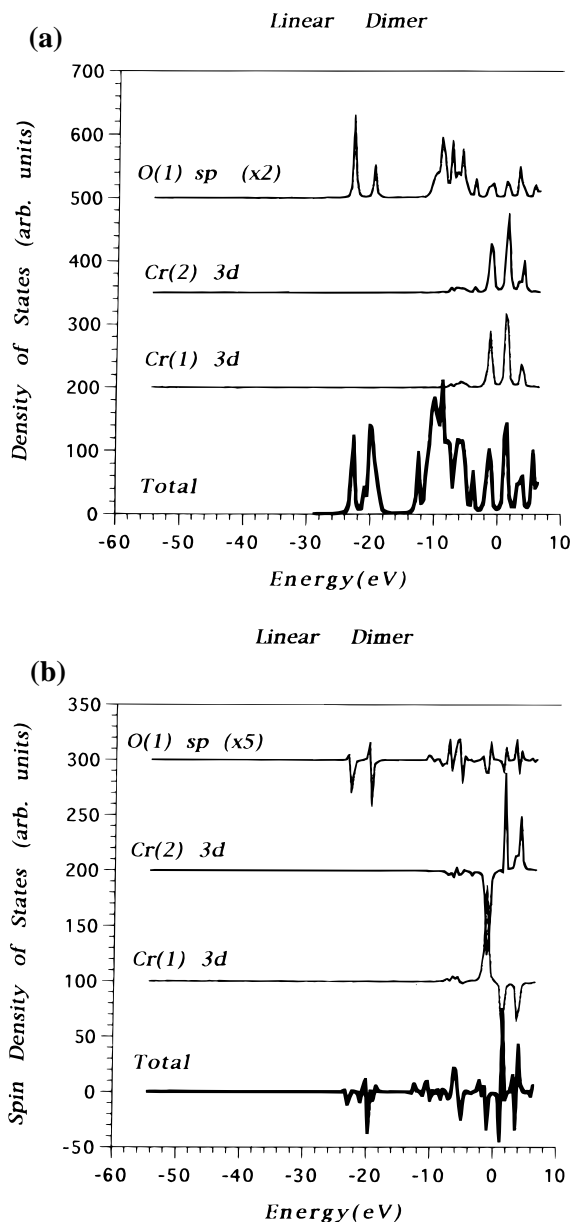 Linear Dimer
(a)
Density of States (arb. units)
700
600
500
400
300
200
100
0
O(1) sp (x2)
Cr(2) 3d
Cr(1) 3d
Total
-60 -50 -40 -30 -20 -10 0 10
Energy(eV)
Linear Dimer
(b)
Spin Density of States (arb. units)
350
300
250
200
150
100
50
0
-50
O(1) sp (x5)
Cr(2) 3d
Cr(1) 3d
Total
-60 -50 -40 -30 -20 -10 0 10
Energy(eV)